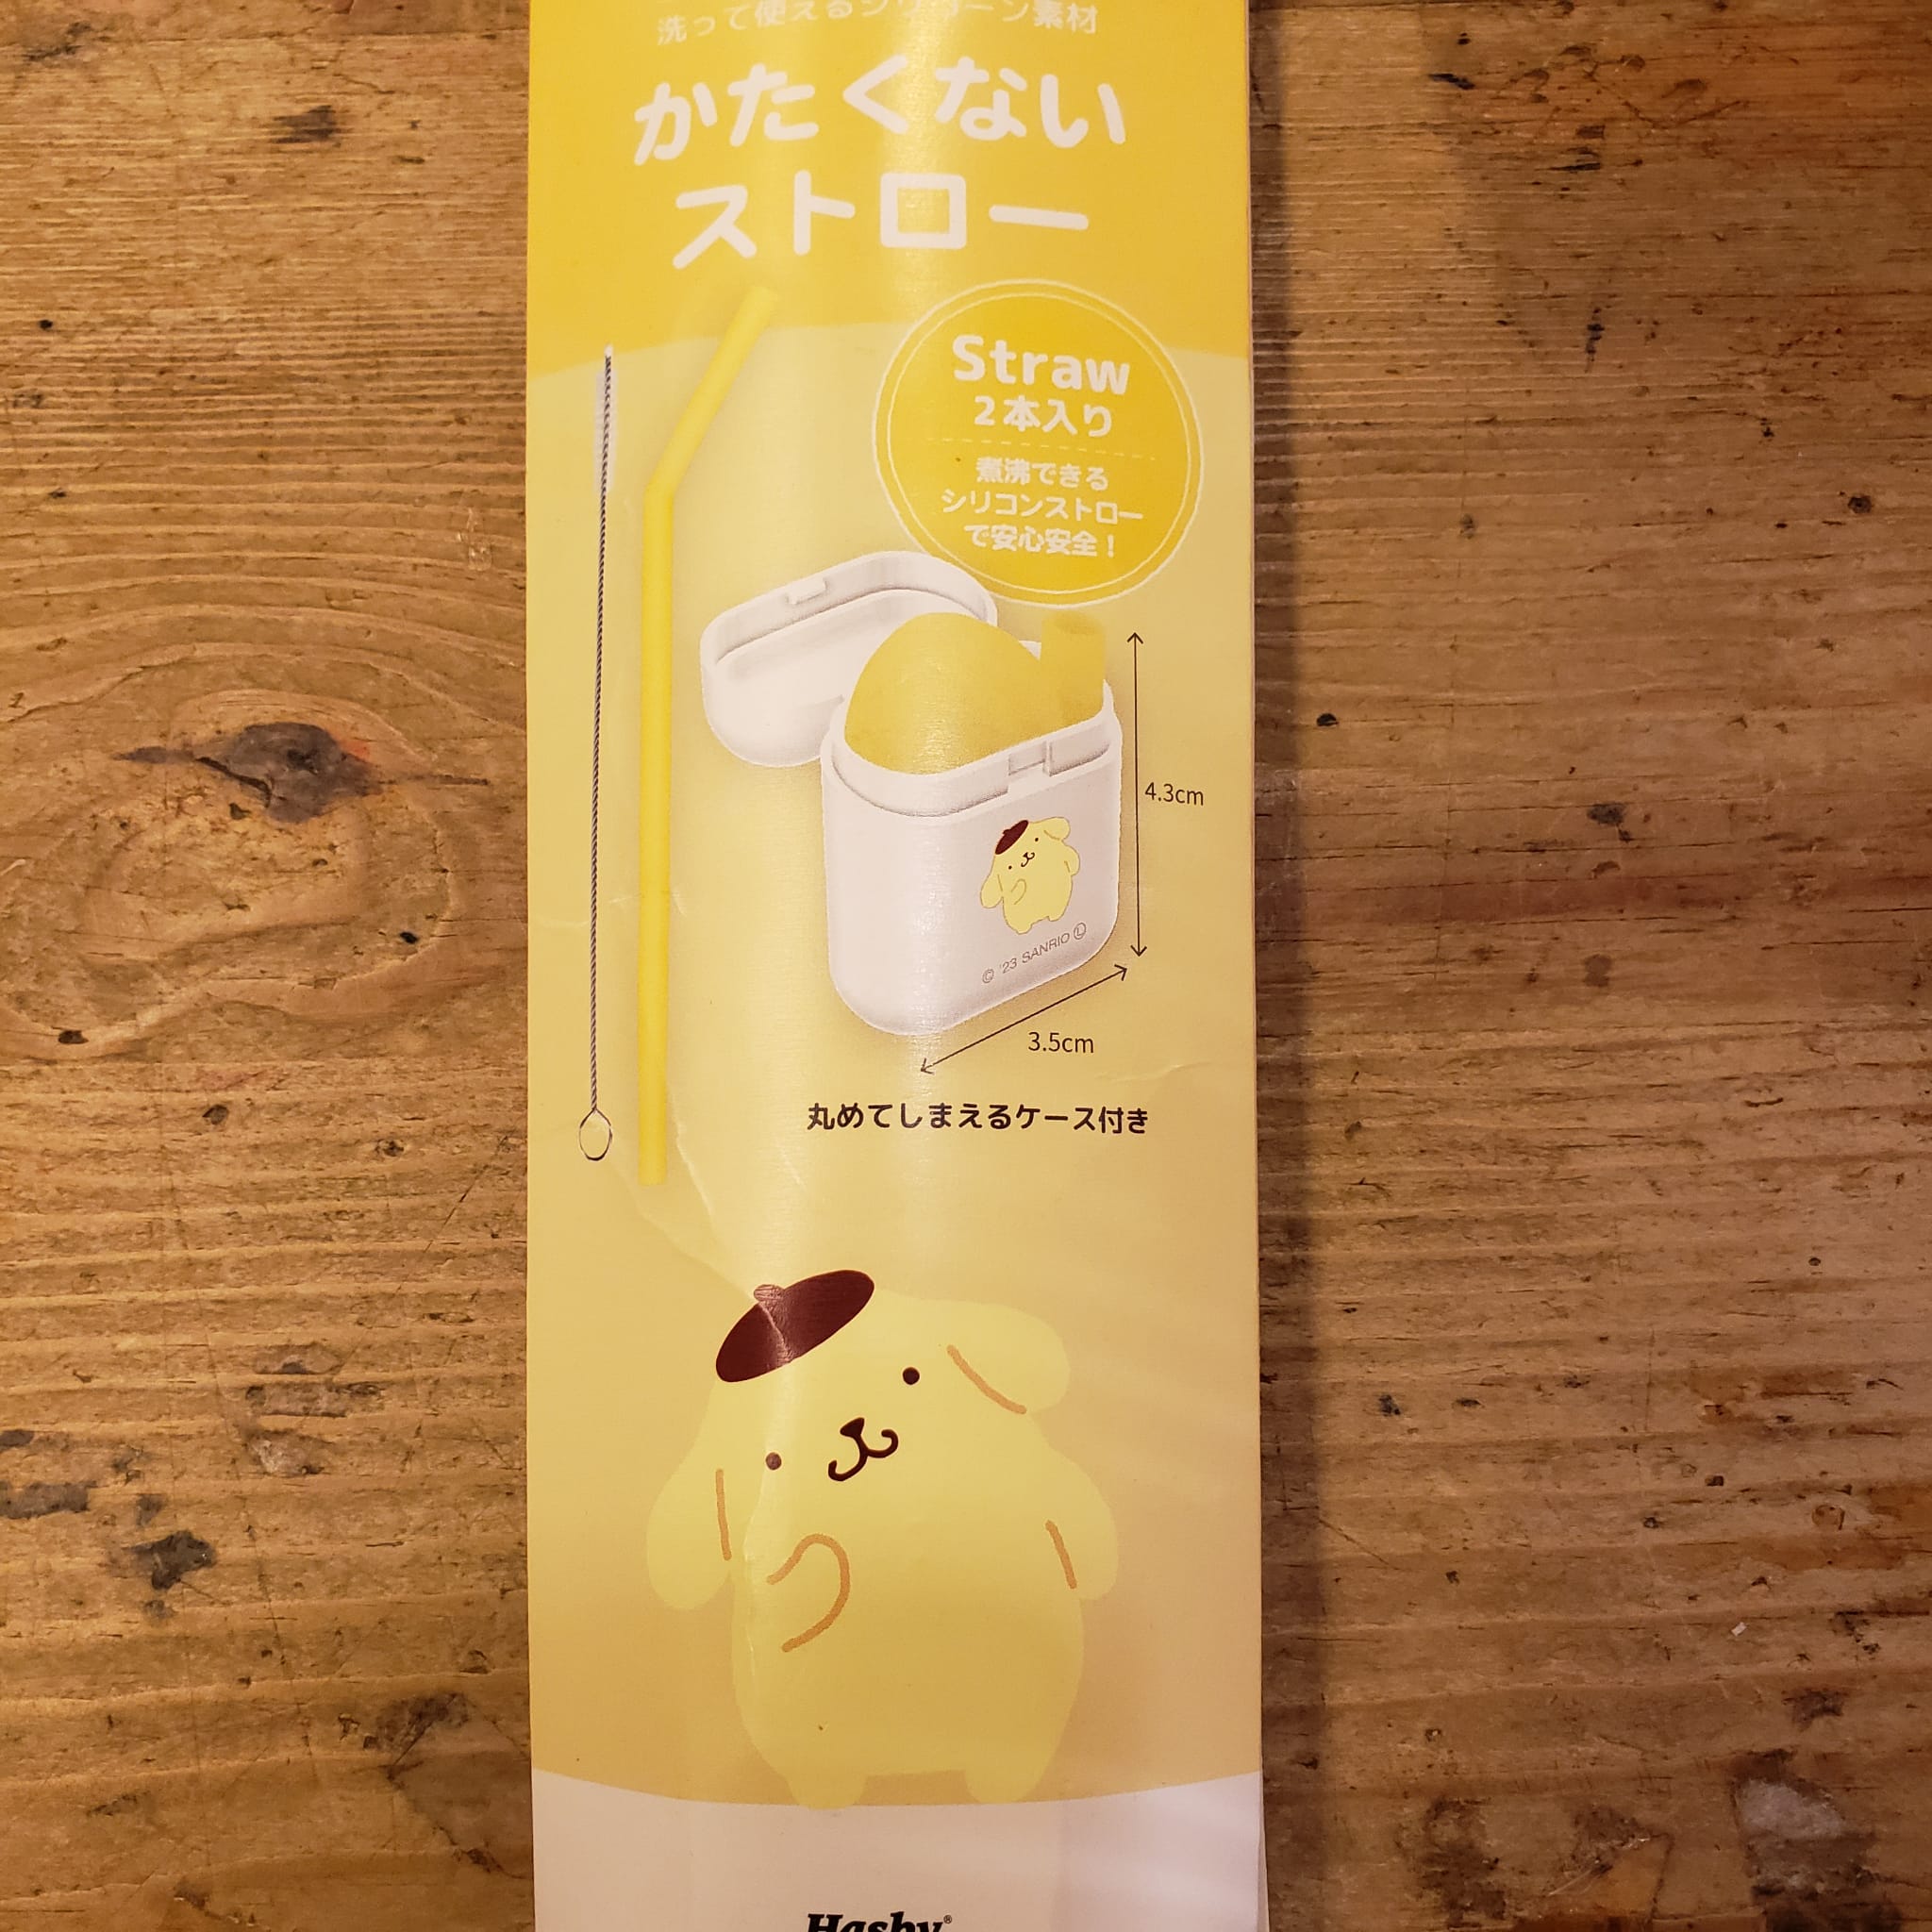 洗って使えるシリコーン素材
かたくない
ストロー
Straw
2本入り
煮沸できる
シリコンストロー
で安心安全!
4.3cm
© '23 SANRIO Ⓛ
3.5cm
丸めてしまえるケース付き
Hashy®